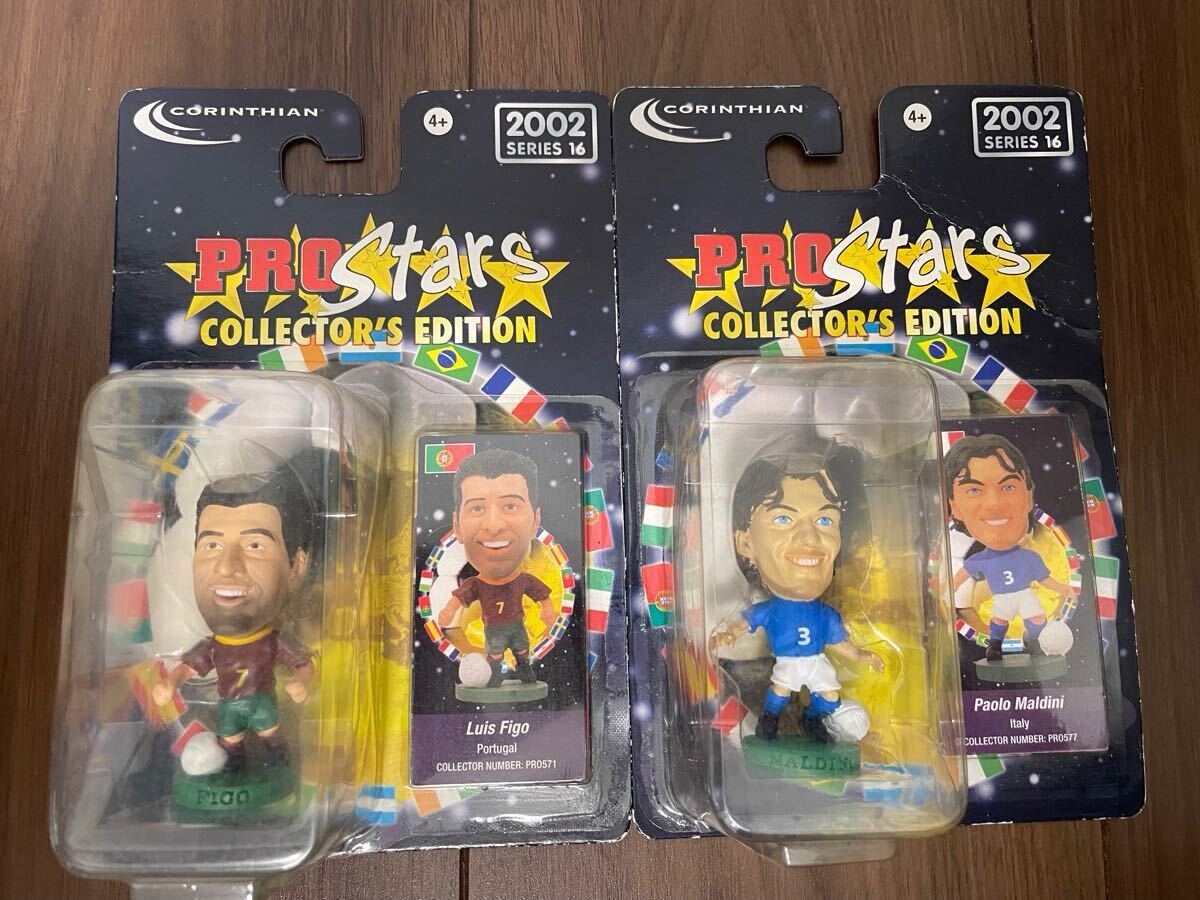 CORINTHIAN
4+
2002
SERIES 16
PROStars
COLLECTOR'S EDITION
7
FIGO
7
Luis Figo
Portugal
COLLECTOR NUMBER: PRO571
CORINTHIAN
4+
2002
SERIES 16
PROStars
COLLECTOR'S EDITION
3
MALDINI
3
Paolo Maldini
Italy
COLLECTOR NUMBER: PRO577